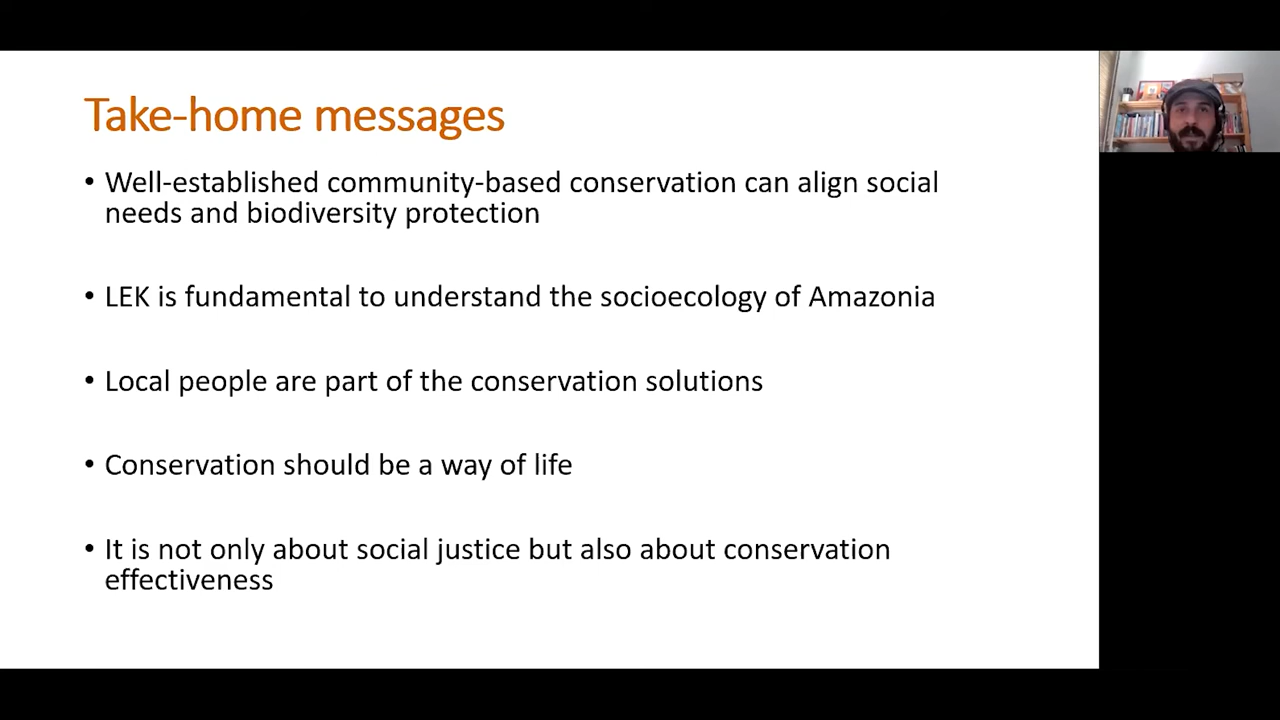 Take-home messages
• Well-established community-based conservation can align social
needs and biodiversity protection
• LEK is fundamental to understand the socioecology of Amazonia
• Local people are part of the conservation solutions
• Conservation should be a way of life
• It is not only about social justice but also about conservation
effectiveness